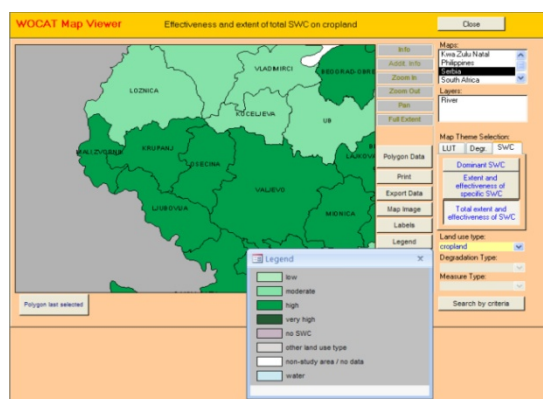 WOCAT Map Viewer
Effectiveness and extent of total SWC on cropland
Close
Info
Addit. Info
Zoom In
Zoom Out
Pan
Full Extent
Polygon Data
Print
Export Data
Map Image
Labels
Legend
Maps:
Kwa Zulu Natal
Philippines
Serbia
South Africa
Layers:
River
Map Theme Selection:
LUT
Degr.
SWC
Dominant SWC
Extent and
effectiveness of
specific SWC
Total extent and
effectiveness of SWC
Land use type:
cropland
Degradation Type:
Measure Type:
Search by criteria
LOZNICA
VLADIMIRCI
KOCELJEVA
UB
KRUPANJ
OSECINA
VALJEVO
LJUBOVIJA
MIONICA
Polygon last selected
Legend
low
moderate
high
very high
no SWC
other land use type
non-study area / no data
water